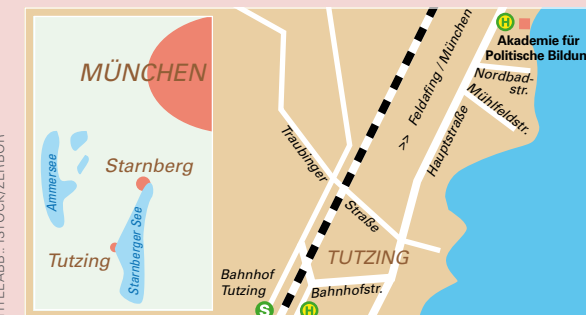 MÜNCHEN
Ammersee
Starnberg
Starnberger See
Tutzing
H
Akademie für
Politische Bildun
Nordbad-
str.
Mühlfeldstr.
>> Feldafing / München
Hauptstraße
Traubinger
Straße
TUTZING
Bahnhof
Tutzing
Bahnhofstr.
S
H